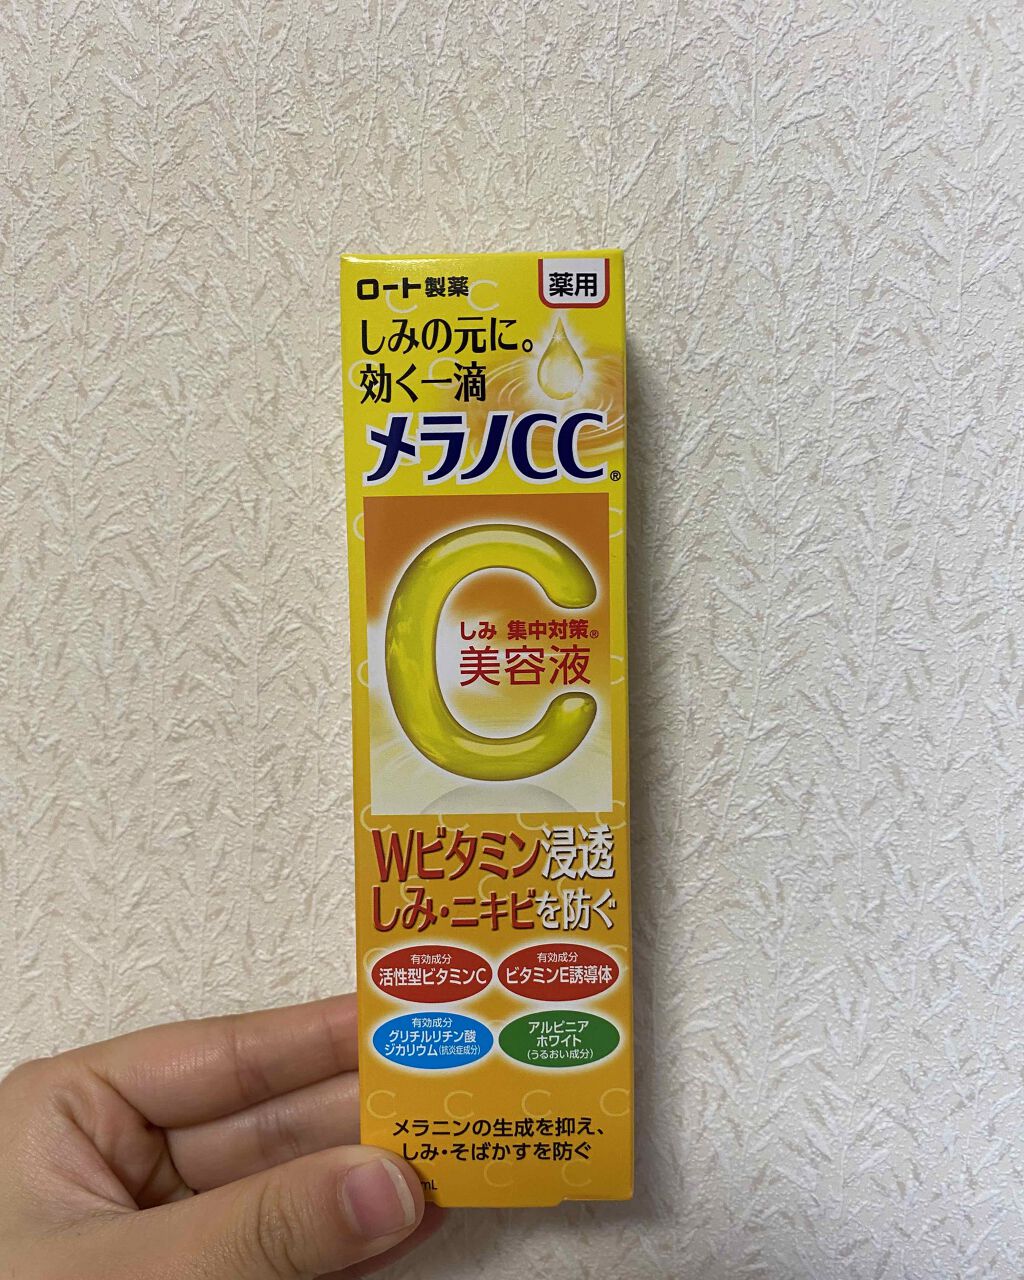 ロート製薬
薬用
しみの元に。
効く一滴
メラノCC®
しみ 集中対策®
美容液
Wビタミン浸透
しみ・ニキビを防ぐ
有効成分
活性型ビタミンC
有効成分
ビタミンE誘導体
有効成分
グリチルリチン酸
ジカリウム(抗炎症成分)
アルピニア
ホワイト
(うるおい成分)
メラニンの生成を抑え、
しみ・そばかすを防ぐ
mL